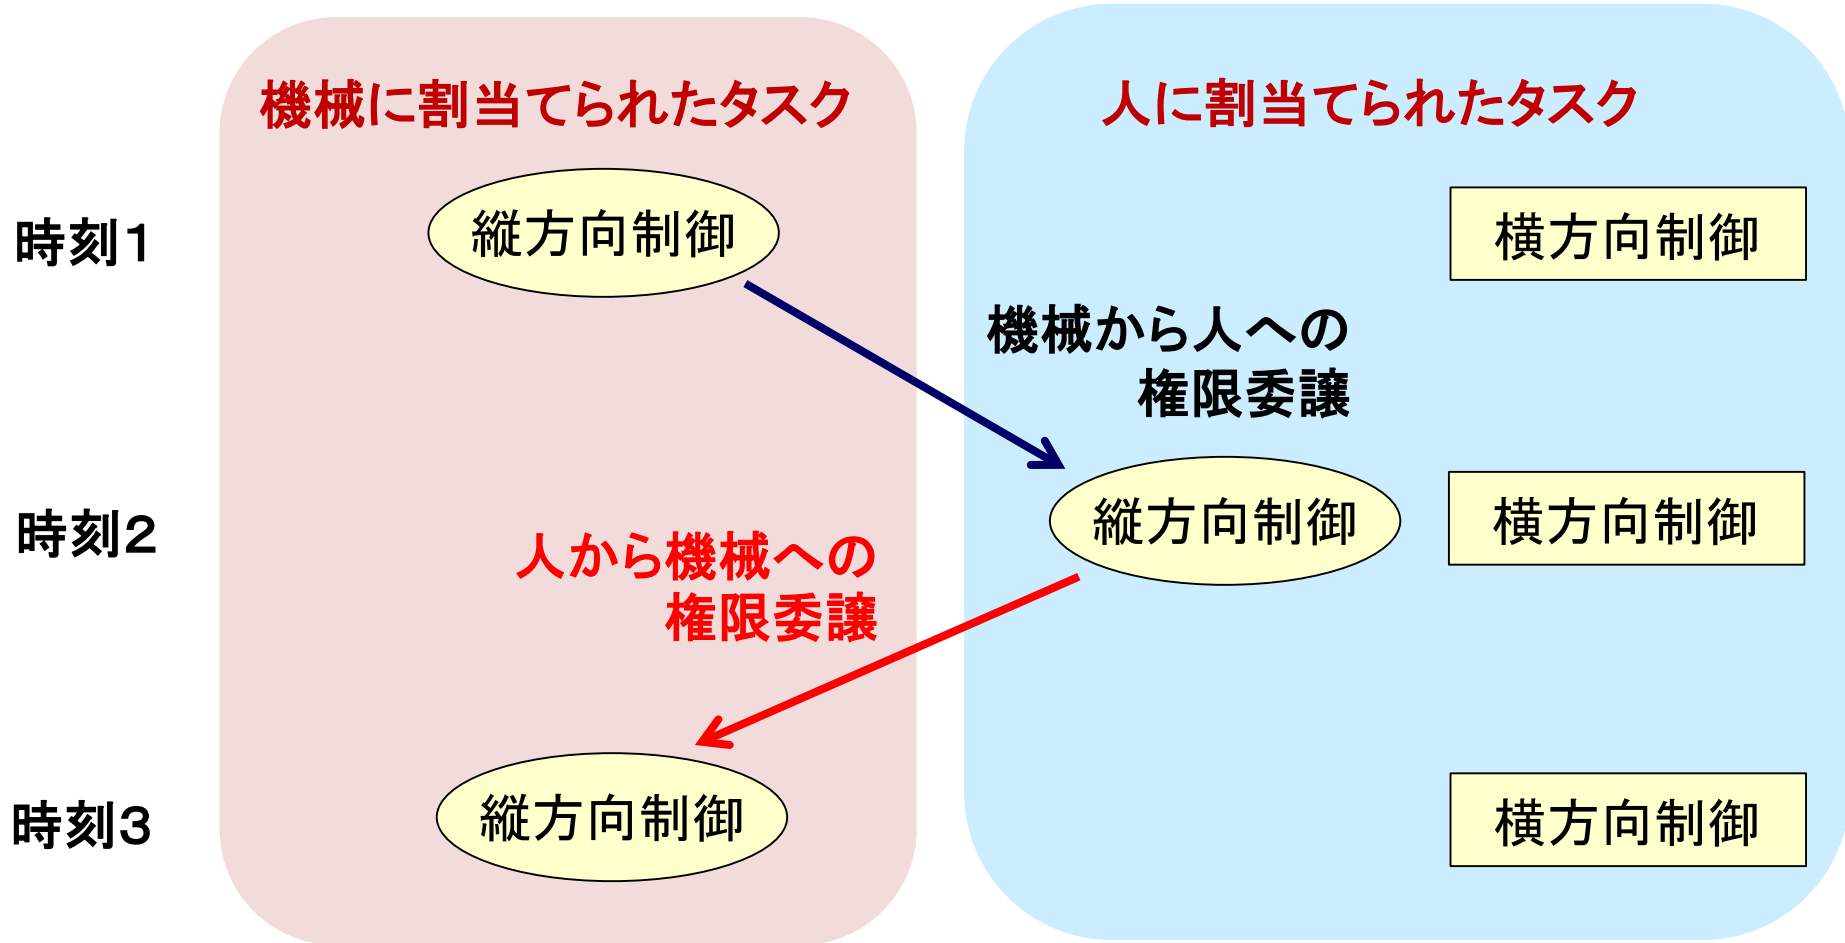 機械に割当てられたタスク
人に割当てられたタスク
時刻1
縦方向制御
横方向制御
機械から人への
権限委譲
時刻2
縦方向制御
横方向制御
人から機械への
権限委譲
時刻3
縦方向制御
横方向制御